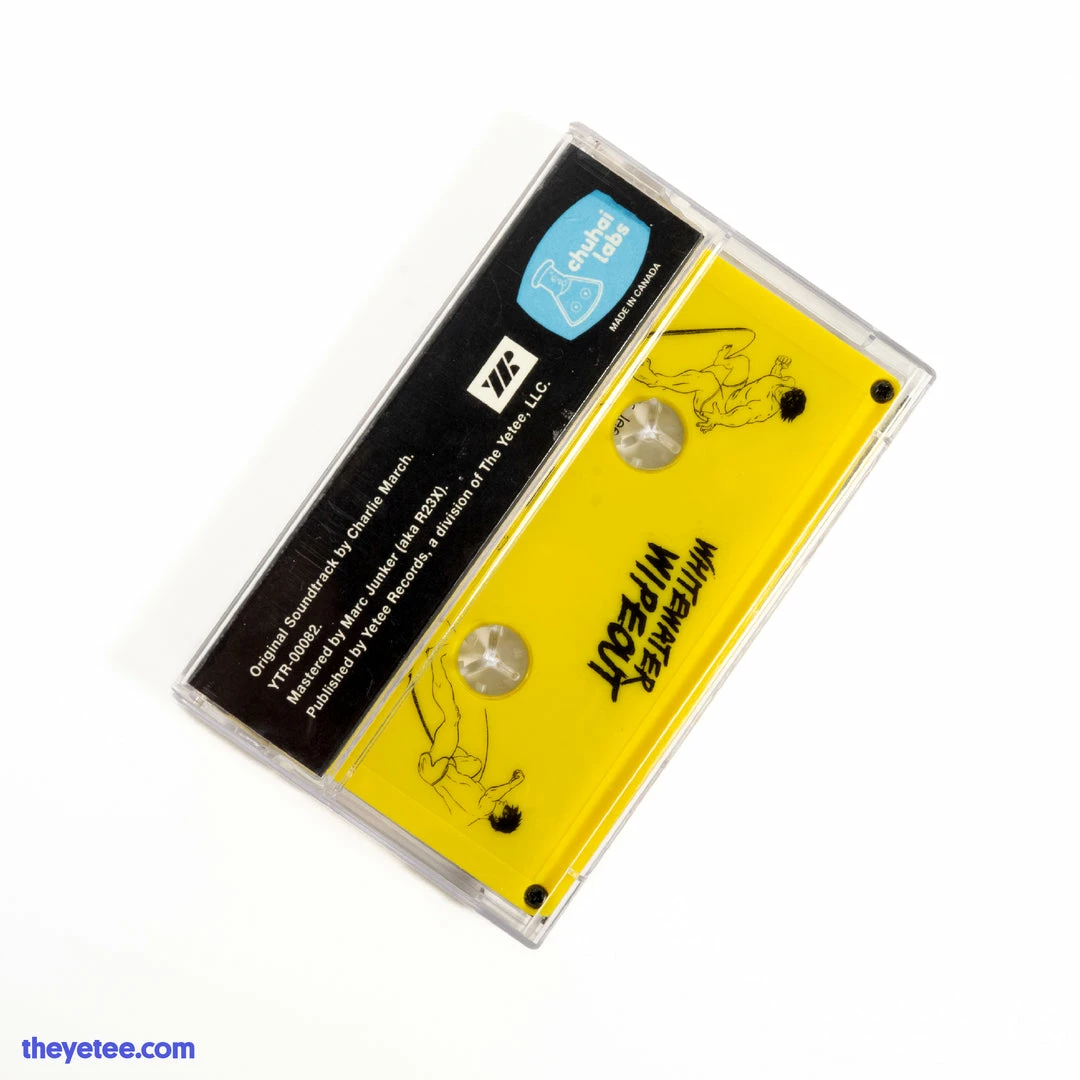 chuhai
labs
MADE IN CANADA
YR
Original Soundtrack by Charlie March.
YTR-00082.
Mastered by Marc Junker (aka R23X).
Published by Yetee Records, a division of The Yetee, LLC.
WHITEWATER
WIPEOUT
theyetee.com